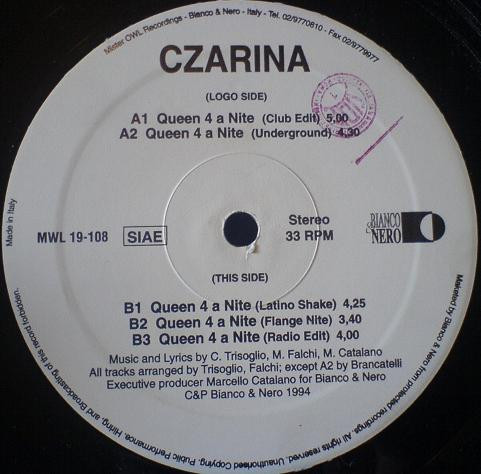 Mister OWL Recordings - Bianco & Nero - Italy - Tel. 02/9770610 - Fax 02/9779977
CZARINA
(LOGO SIDE)
A1 Queen 4 a Nite (Club Edit) 5,00
A2 Queen 4 a Nite (Underground) 4,30
Made in Italy
MWL 19-108 SIAE
Stereo
33 RPM
BIANCO
& NERO
(THIS SIDE)
B1 Queen 4 a Nite (Latino Shake) 4,25
B2 Queen 4 a Nite (Flange Nite) 3,40
B3 Queen 4 a Nite (Radio Edit) 4,00
Music and Lyrics by C. Trisoglio, M. Falchi, M. Catalano
All tracks arranged by Trisoglio, Falchi; except A2 by Brancatelli
Executive producer Marcello Catalano for Bianco & Nero
C&P Bianco & Nero 1994
Marketed by Bianco & Nero from protected recordings. All rights reserved. Unauthorised Copying, Public Performance, Hiring, and Broadcasting of this record forbidden.